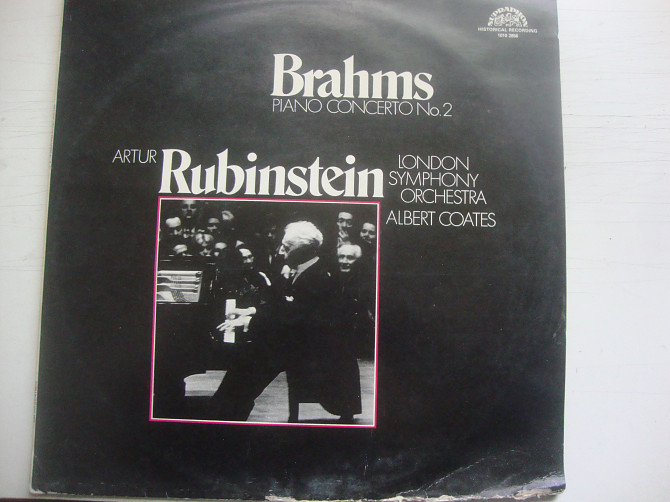 SUPRAPHON
HISTORICAL RECORDING
Brahms
PIANO CONCERTO No.2
ARTUR Rubinstein
LONDON
SYMPHONY
ORCHESTRA
ALBERT COATES